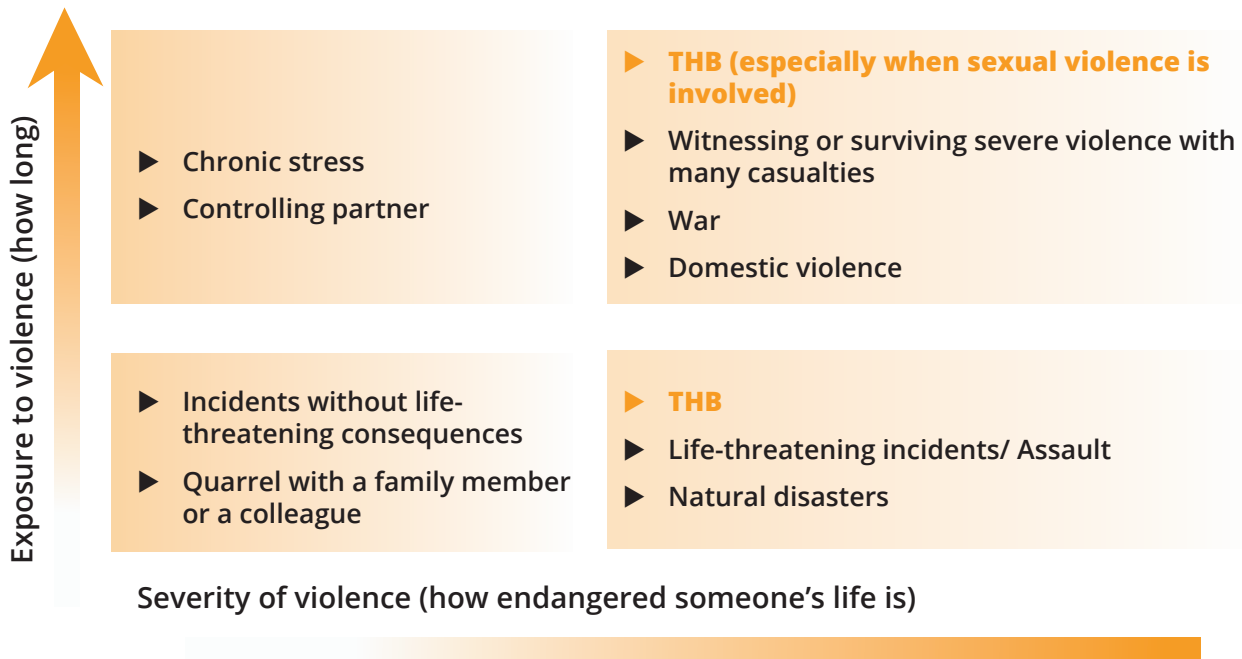 Exposure to violence (how long)
Chronic stress
Controlling partner
THB (especially when sexual violence is
involved)
Witnessing or surviving severe violence with
many casualties
War
Domestic violence
Incidents without life-
threatening consequences
Quarrel with a family member
or a colleague
THB
Life-threatening incidents/ Assault
Natural disasters
Severity of violence (how endangered someone’s life is)